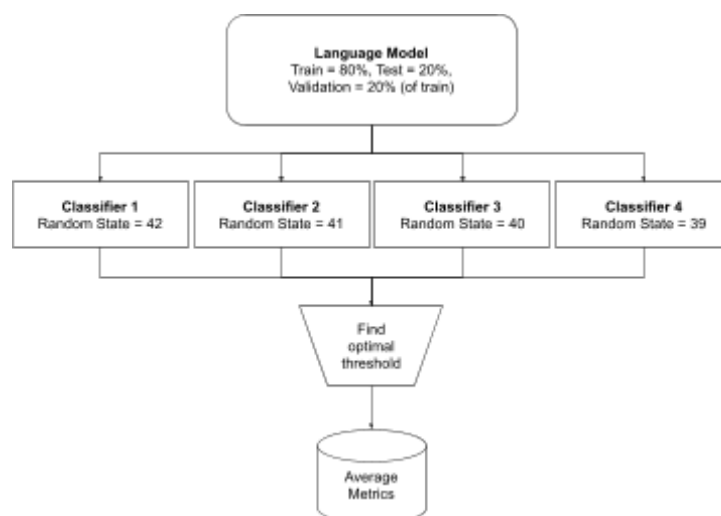 Language Model
Train = 80%, Test = 20%,
Validation = 20% (of train)
Classifier 1
Random State = 42
Classifier 2
Random State = 41
Classifier 3
Random State = 40
Classifier 4
Random State = 39
Find
optimal
threshold
Average
Metrics